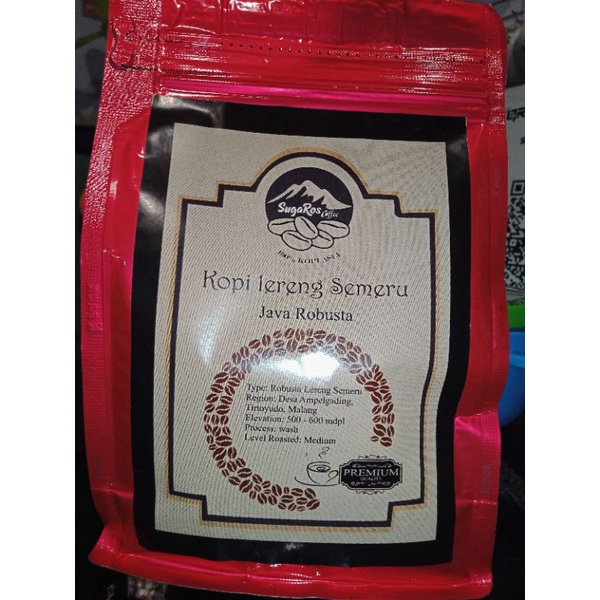 SugaRos
Coffee
100% KOPI ASLI
Kopi lereng Semeru
Java Robusta
Type: Robusta Lereng Semeru
Region: Desa Ampelgading,
Tirtoyudo, Malang
Elevation: 500 - 600 mdpl
Process: wash
Level Roasted: Medium
PREMIUM
QUALITY